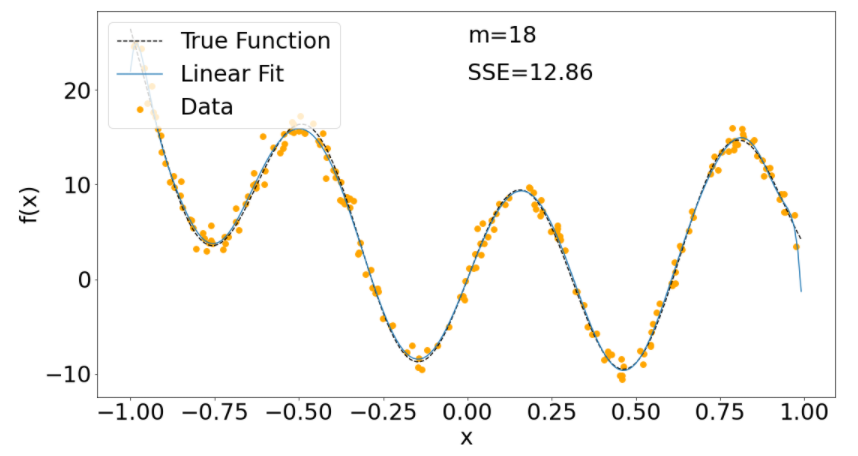 True Function
Linear Fit
Data
m=18
SSE=12.86
f(x)
20
10
0
−10
−1.00 −0.75 −0.50 −0.25 0.00 0.25 0.50 0.75 1.00
x